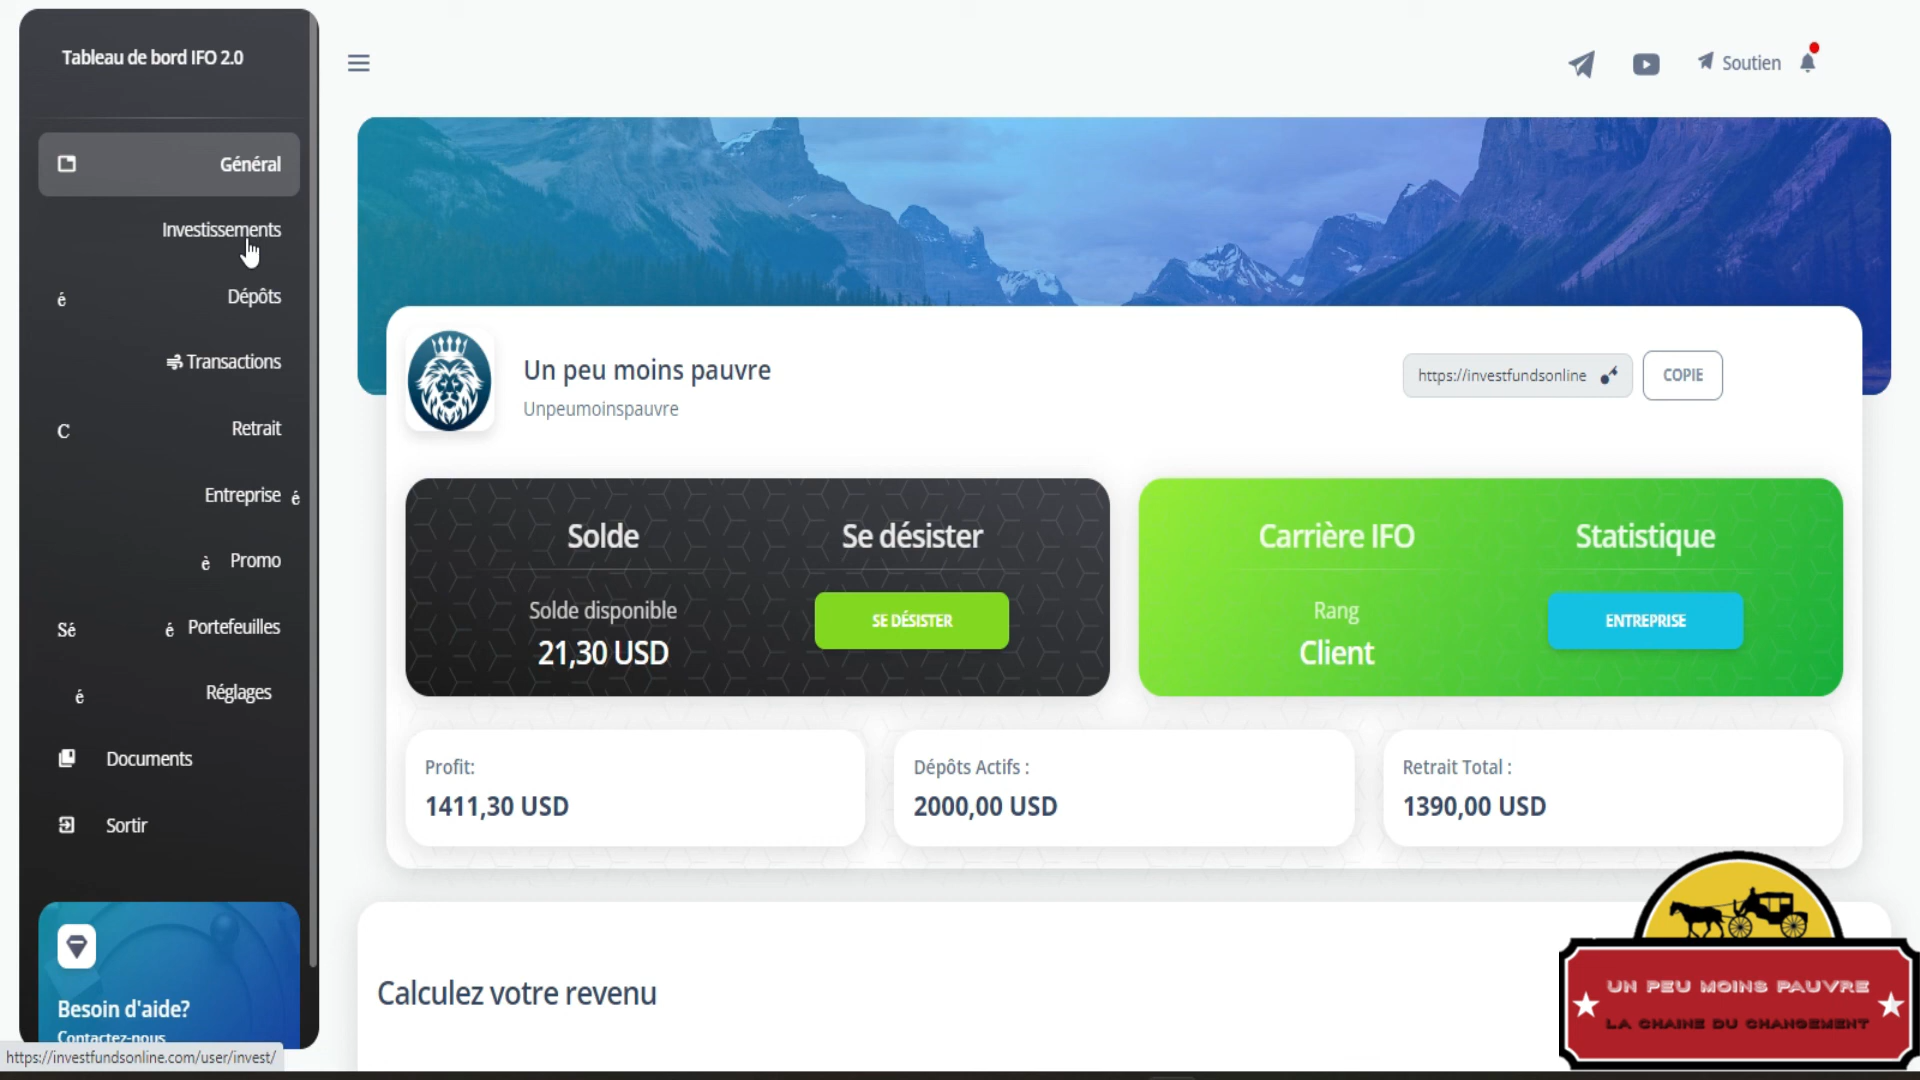 Tableau de bord IFO 2.0
Général
Investissements
é Dépôts
Transactions
C Retrait
Entreprise é
è Promo
Sé é Portefeuilles
é Réglages
Documents
Sortir
Besoin d'aide?
Contactez-nous
https://investfundsonline.com/user/invest/
Soutien
Un peu moins pauvre
Unpeumoinspauvre
https://investfundsonline
COPIE
Solde
Se désister
Solde disponible
21,30 USD
SE DÉSISTER
Carrière IFO
Statistique
Rang
Client
ENTREPRISE
Profit:
1411,30 USD
Dépôts Actifs :
2000,00 USD
Retrait Total :
1390,00 USD
Calculez votre revenu
UN PEU MOINS PAUVRE
LA CHAINE DU CHANGEMENT